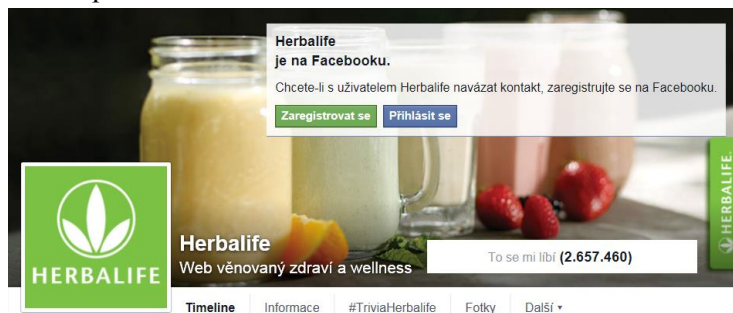 Herbalife
je na Facebooku.
Chcete-li s uživatelem Herbalife navázat kontakt, zaregistrujte se na Facebooku.
Zaregistrovat se Přihlásit se
HERBALIFE.
HERBALIFE
Herbalife
Web věnovaný zdraví a wellness
To se mi líbí (2.657.460)
Timeline Informace #TriviaHerbalife Fotky Další